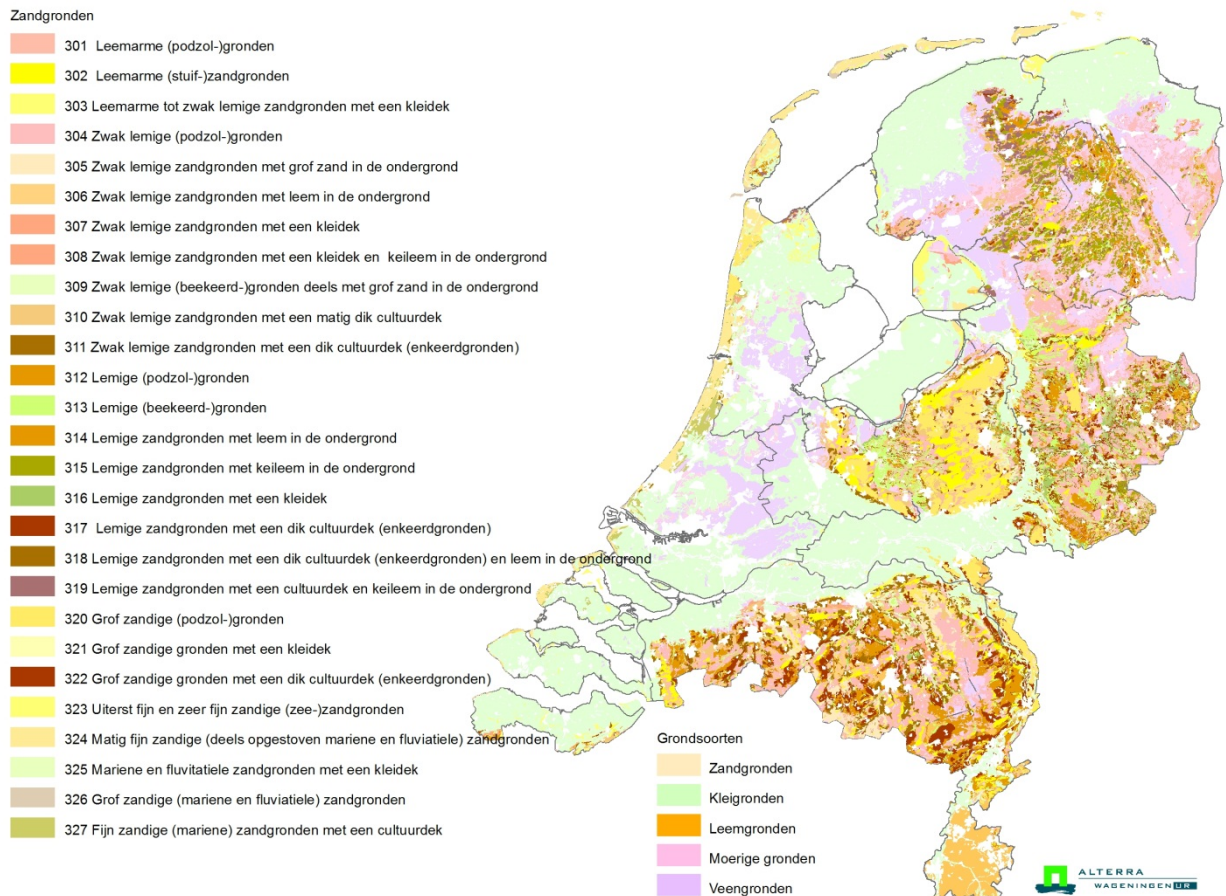 Zandgronden
301 Leemarme (podzol-)gronden
302 Leemarme (stuif-)zandgronden
303 Leemarme tot zwak lemige zandgronden met een kleidek
304 Zwak lemige (podzol-)gronden
305 Zwak lemige zandgronden met grof zand in de ondergrond
306 Zwak lemige zandgronden met leem in de ondergrond
307 Zwak lemige zandgronden met een kleidek
308 Zwak lemige zandgronden met een kleidek en keileem in de ondergrond
309 Zwak lemige (beekeerd-)gronden deels met grof zand in de ondergrond
310 Zwak lemige zandgronden met een matig dik cultuurdek
311 Zwak lemige zandgronden met een dik cultuurdek (enkeerdgronden)
312 Lemige (podzol-)gronden
313 Lemige (beekeerd-)gronden
314 Lemige zandgronden met leem in de ondergrond
315 Lemige zandgronden met keileem in de ondergrond
316 Lemige zandgronden met een kleidek
317 Lemige zandgronden met een dik cultuurdek (enkeerdgronden)
318 Lemige zandgronden met een dik cultuurdek (enkeerdgronden) en leem in de ondergrond
319 Lemige zandgronden met een cultuurdek en keileem in de ondergrond
320 Grof zandige (podzol-)gronden
321 Grof zandige gronden met een kleidek
322 Grof zandige gronden met een dik cultuurdek (enkeerdgronden)
323 Uiterst fijn en zeer fijn zandige (zee-)zandgronden
324 Matig fijn zandige (deels opgestoven mariene en fluviatiele) zandgronden
325 Mariene en fluvitatiele zandgronden met een kleidek
326 Grof zandige (mariene en fluviatiele) zandgronden
327 Fijn zandige (mariene) zandgronden met een cultuurdek
Grondsoorten
Zandgronden
Kleigronden
Leemgronden
Moerige gronden
Veengronden
ALTERRA
WAGENINGEN UR